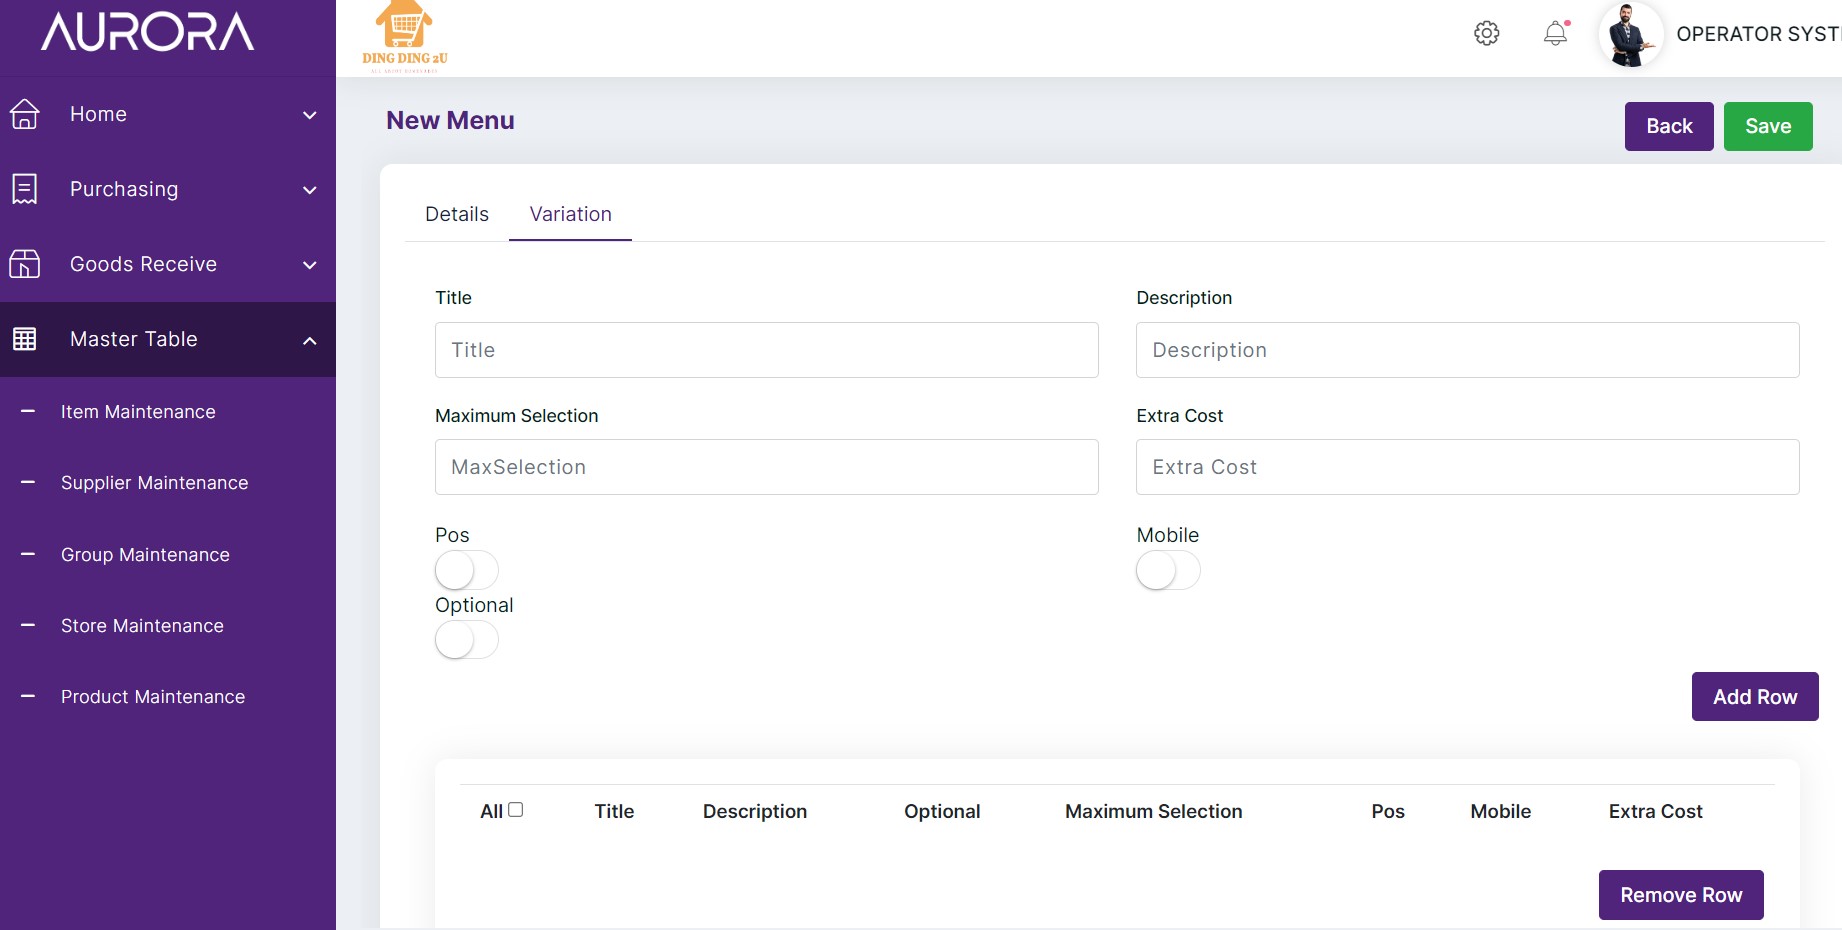 AURORA
DING DING 2U
OPERATOR SYST
Home
Purchasing
Goods Receive
Master Table
Item Maintenance
Supplier Maintenance
Group Maintenance
Store Maintenance
Product Maintenance
New Menu
Back
Save
Details
Variation
Title
Description
Title
Description
Maximum Selection
Extra Cost
MaxSelection
Extra Cost
Pos
Mobile
Optional
Add Row
All Title Description Optional Maximum Selection Pos Mobile Extra Cost
Remove Row